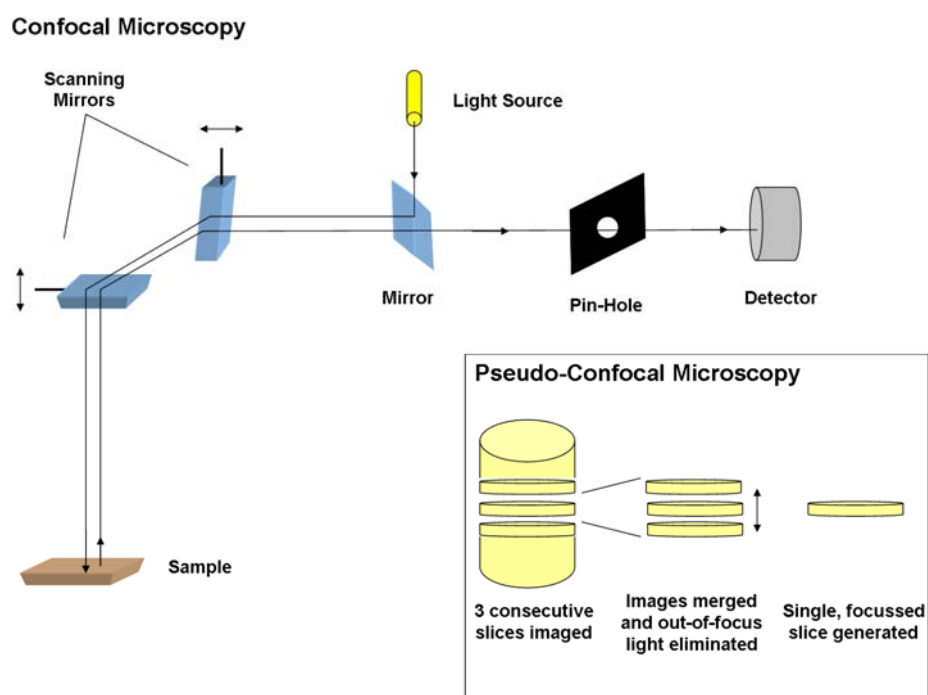 Confocal Microscopy
Scanning
Mirrors
Light Source
Mirror
Pin-Hole
Detector
Sample
Pseudo-Confocal Microscopy
3 consecutive
slices imaged
Images merged
and out-of-focus
light eliminated
Single, focussed
slice generated